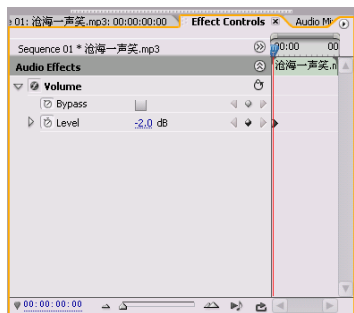 01: 沧海一声笑.mp3: 00:00:00:00 Effect Controls × Audio Mi
Sequence 01 * 沧海一声笑.mp3 00:00 00
Audio Effects 沧海一声笑.m
Volume
Bypass
Level -2.0 dB
00:00:00:00